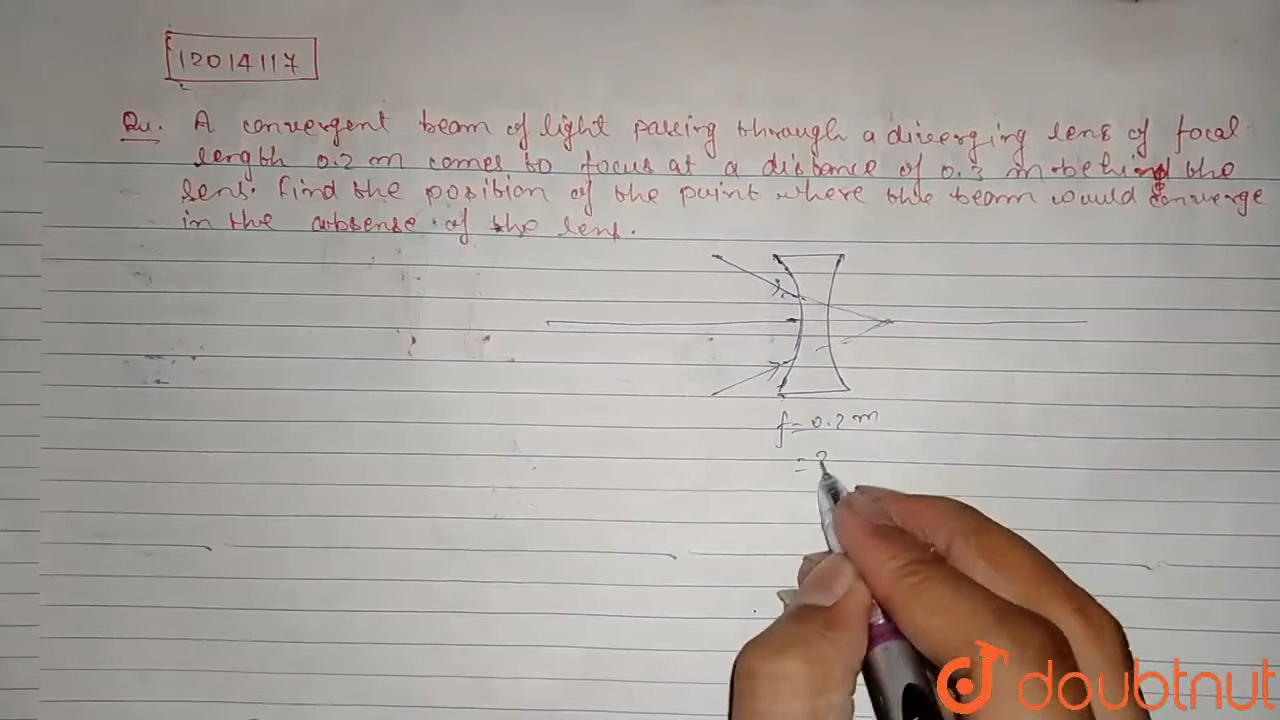 12014117
Qu. A convergent beam of light passing through a diverging lens of focal
length 0.2 m comes to focus at a distance of 0.3 m behind the
lens. find the position of the point where the beam would converge
in the absense of the lens.
f = 0.2 m
= 2
doubtnut